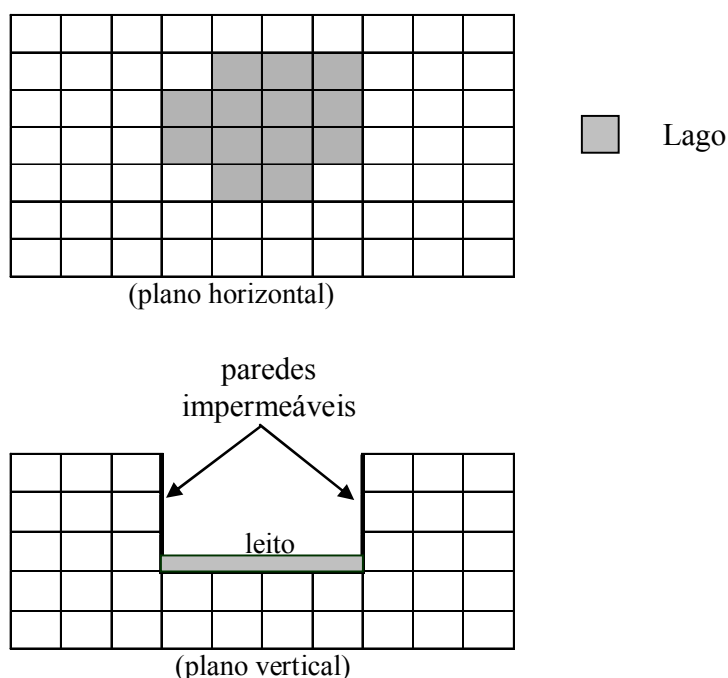 Lago
(plano horizontal)
paredes
impermeáveis
leito
(plano vertical)